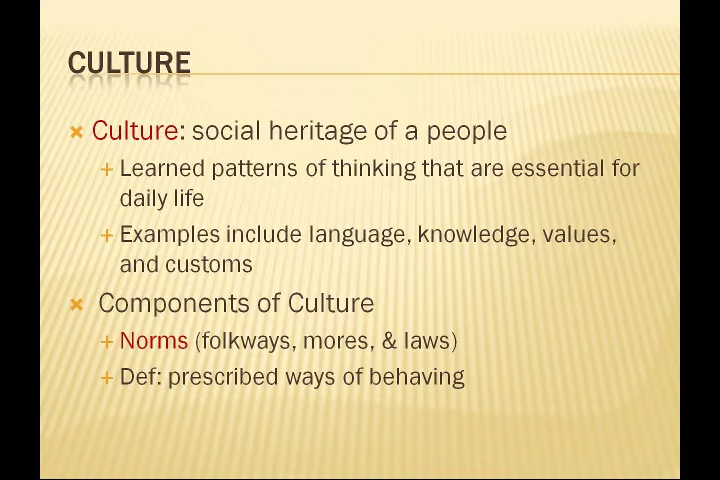 CULTURE
Culture: social heritage of a people
Learned patterns of thinking that are essential for
daily life
Examples include language, knowledge, values,
and customs
Components of Culture
Norms (folkways, mores, & laws)
Def: prescribed ways of behaving